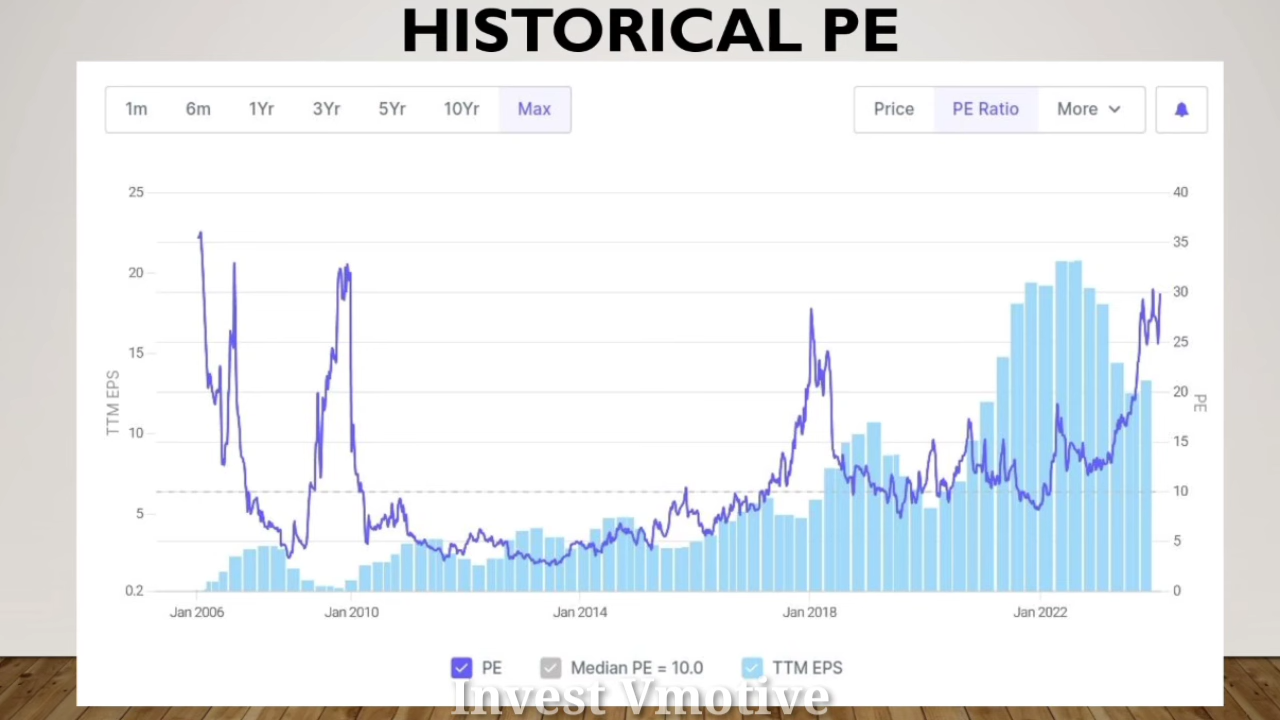 HISTORICAL PE
1m 6m 1Yr 3Yr 5Yr 10Yr Max Price PE Ratio More
25 40
35
20 30
15 25
20
10 15
10
5 5
0.2 0
TTM EPS
PE
Jan 2006 Jan 2010 Jan 2014 Jan 2018 Jan 2022
PE Median PE = 10.0 TTM EPS
Invest Vmotive